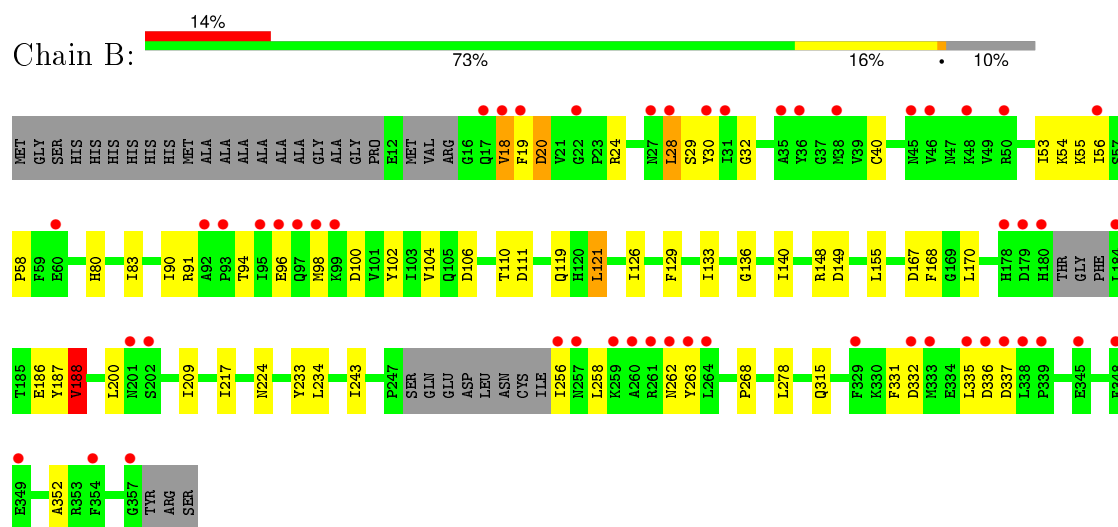 14%
Chain B:
73% 16% • 10%
MET GLY SER HIS HIS HIS HIS HIS HIS MET ALA ALA ALA ALA ALA ALA GLY ALA GLY PRO E12 MET VAL ARG G16 Q17 V18 F19 D20 V21 G22 P23 R24 N27 L28 S29 Y30 I31 G32 A35 Y36 G37 M38 V39 C40 N45 V46 N47 K48 V49 R50 I53 K54 K55 I56 S57
P58 F59 E60 H80 I83 I90 R91 A92 P93 T94 I95 E96 Q97 M98 K99 D100 V101 Y102 I103 V104 Q105 D106 T110 D111 Q119 H120 L121 I126 F129 I133 G136 I140 R148 D149 L155 D167 F168 G169 L170 H178 D179 H180 THR GLY PHE L184
T185 E186 Y187 V188 L200 N201 S202 I209 I217 N224 Y233 L234 I243 P247 SER GLN GLU ASP LEU ASN CYS ILE I256 N257 L258 K259 A260 R261 N262 Y263 L264 P268 L278 Q315 F329 K330 F331 D332 M333 E334 L335 D336 D337 L338 P339 E345 E348
E349 A352 R353 F354 G357 TYR ARG SER